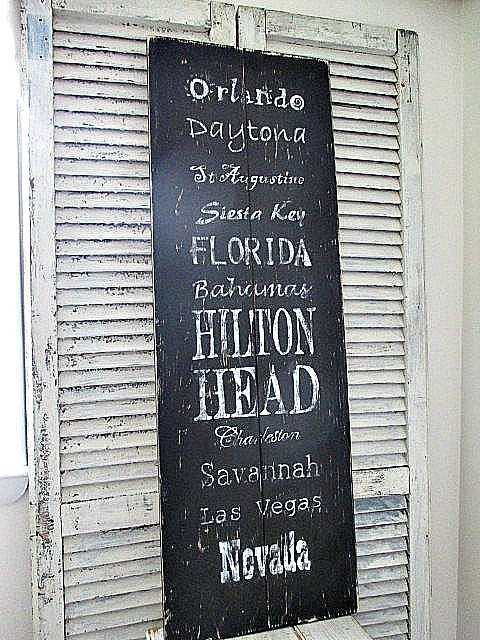 Orlando
Daytona
St Augustine
Siesta Key
FLORIDA
Bahamas
HILTON
HEAD
Charleston
Savannah
Las Vegas
Nevada